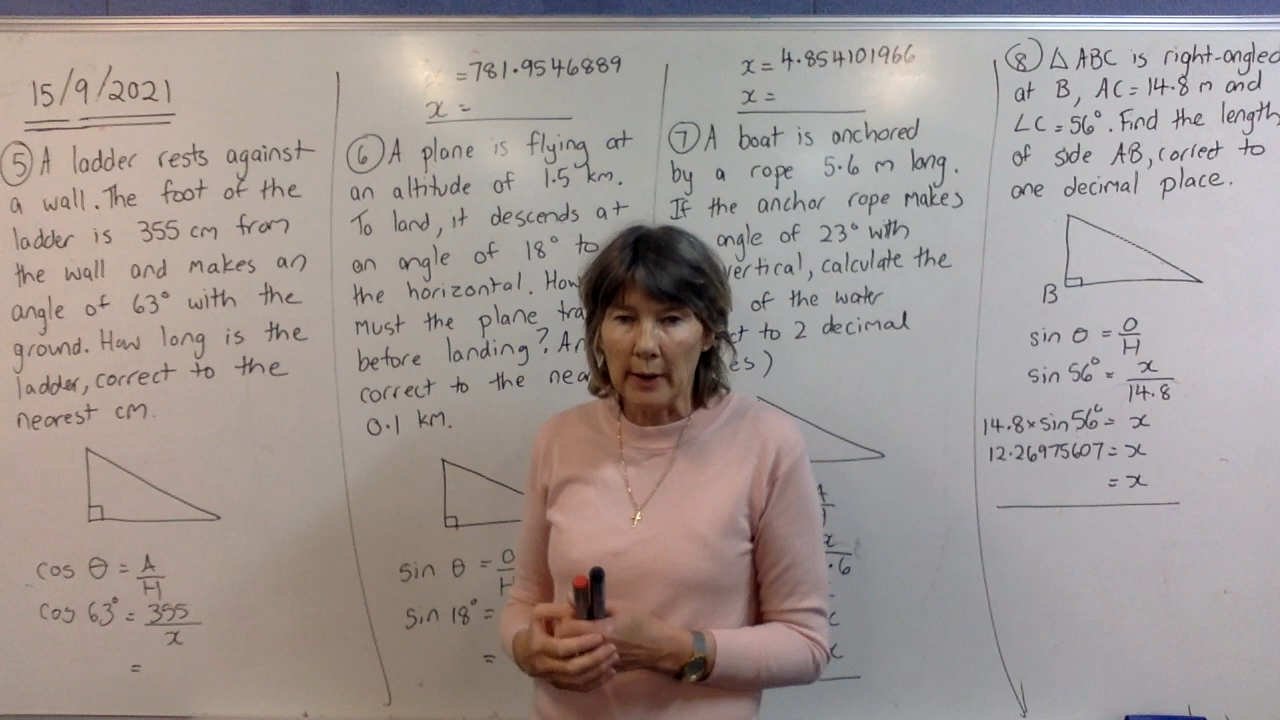 15/9/2021
⑤ A ladder rests against
a wall. The foot of the
ladder is 355 cm from
the wall and makes an
angle of 63° with the
ground. How long is the
ladder, correct to the
nearest cm.
cos θ = A/H
cos 63° = 355/x
=
= 781.9546889
x =
⑥ A plane is flying at
an altitude of 1.5 km.
To land, it descends at
an angle of 18° to
the horizontal. How
must the plane
before landing?
correct to the
0.1 km.
sin θ = O/H
sin 18° =
=
x = 4.854101966
x =
⑦ A boat is anchored
by a rope 5.6 m long.
If the anchor rope makes
angle of 23° with
vertical, calculate the
of the water
to 2 decimal
⑧ △ ABC is right-angled
at B, AC = 14.8 m and
∠C = 56°. Find the length
of side AB, correct to
one decimal place.
B
sin θ = O/H
sin 56° = x/14.8
14.8 × sin 56° = x
12.26975607 = x
= x